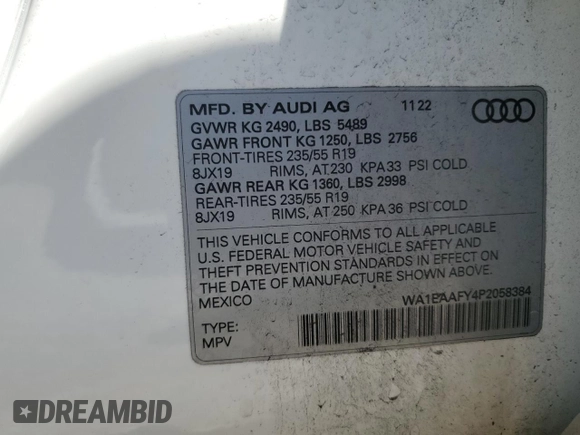 MFD. BY AUDI AG 11 22
GVWR KG 2490, LBS 5489
GAWR FRONT KG 1250, LBS 2756
FRONT-TIRES 235/55 R19
8JX19 RIMS, AT 230 KPA 33 PSI COLD
GAWR REAR KG 1360, LBS 2998
REAR-TIRES 235/55 R19
8JX19 RIMS, AT 250 KPA 36 PSI COLD
THIS VEHICLE CONFORMS TO ALL APPLICABLE
U.S. FEDERAL MOTOR VEHICLE SAFETY AND
THEFT PREVENTION STANDARDS IN EFFECT ON
THE DATE OF MANUFACTURE SHOWN ABOVE.
MEXICO WA1EAAFY4P2058384
TYPE:
MPV
DREAMBID